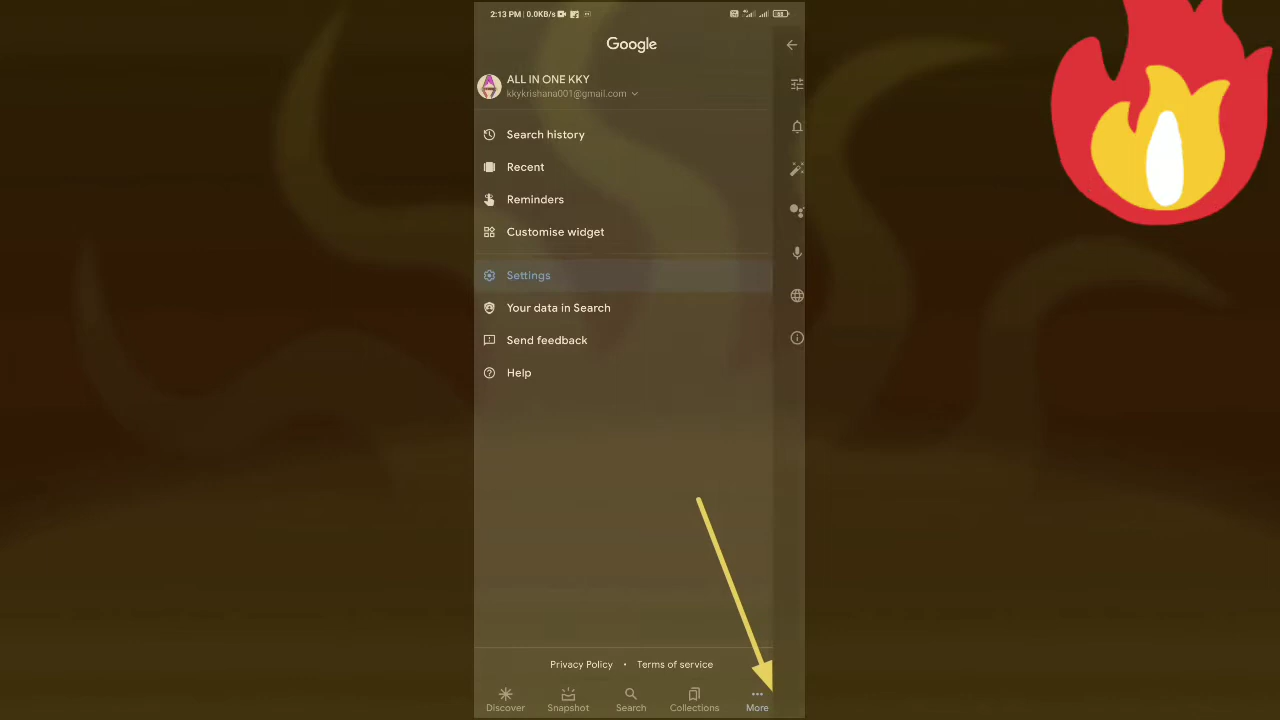 2:13 PM | 0.0KB/s
Google
ALL IN ONE KKY
kkykrishana001@gmail.com
Search history
Recent
Reminders
Customise widget
Settings
Your data in Search
Send feedback
Help
Privacy Policy • Terms of service
Discover Snapshot Search Collections More